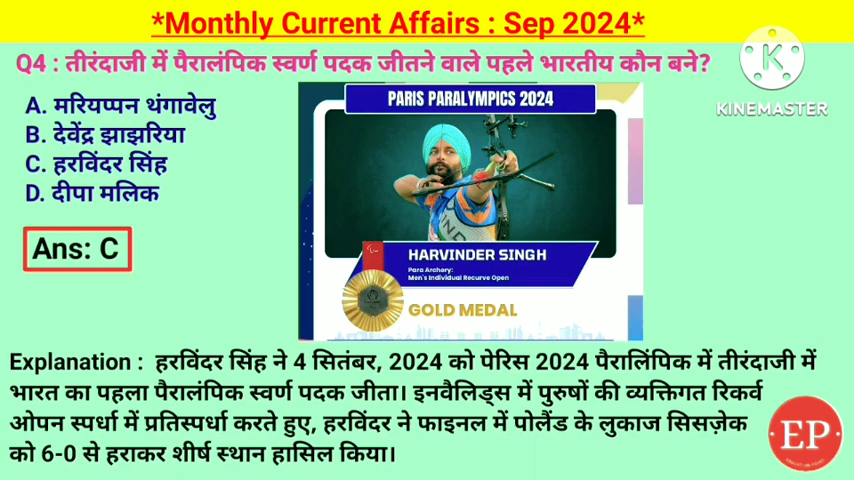 *Monthly Current Affairs : Sep 2024*
Q4 : तीरंदाजी में पैरालंपिक स्वर्ण पदक जीतने वाले पहले भारतीय कौन बने?
K
KINEMASTER
A. मरियप्पन थंगावेलु
B. देवेंद्र झाझरिया
C. हरविंदर सिंह
D. दीपा मलिक
Ans: C
PARIS PARALYMPICS 2024
IND
HARVINDER SINGH
Para Archery:
Men's Individual Recurve Open
GOLD MEDAL
Explanation : हरविंदर सिंह ने 4 सितंबर, 2024 को पेरिस 2024 पैरालिंपिक में तीरंदाजी में
भारत का पहला पैरालंपिक स्वर्ण पदक जीता। इनवैलिड्स में पुरुषों की व्यक्तिगत रिकर्व
ओपन स्पर्धा में प्रतिस्पर्धा करते हुए, हरविंदर ने फाइनल में पोलैंड के लुकाज सिसज़ेक
को 6-0 से हराकर शीर्ष स्थान हासिल किया।
EP